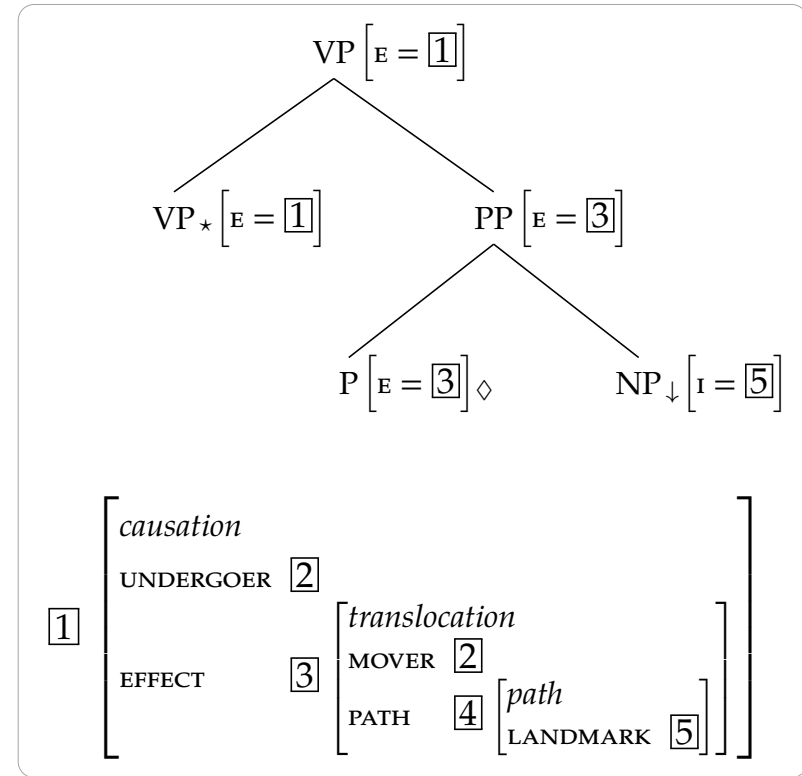 VP [E = 1]
VP⋆ [E = 1] PP [E = 3]
P [E = 3]◊ NP↓ [I = 5]
causation
UNDERGOER 2
translocation
1
MOVER 2
EFFECT 3
PATH 4
path
LANDMARK 5